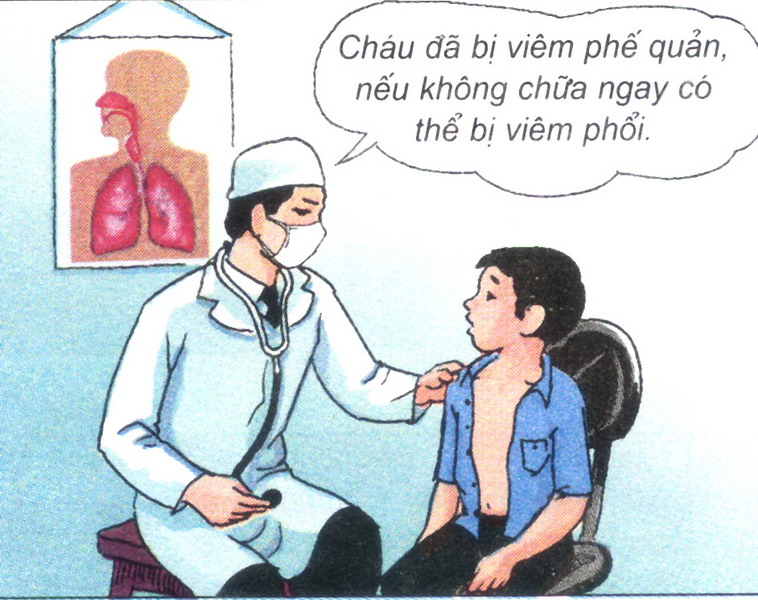 Cháu đã bị viêm phế quản,
nếu không chữa ngay có
thể bị viêm phổi.